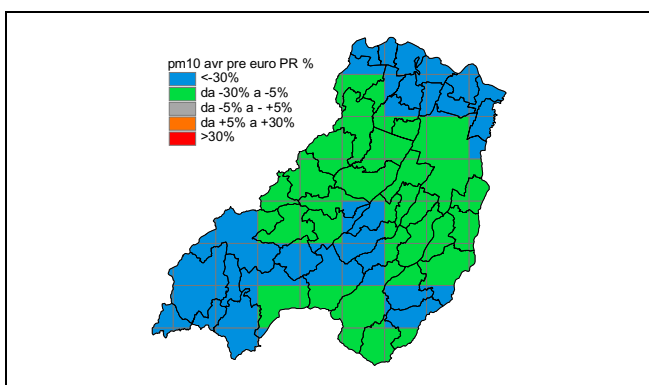 pm10 avr pre euro PR %
<-30%
da -30% a -5%
da -5% a - +5%
da +5% a +30%
>30%